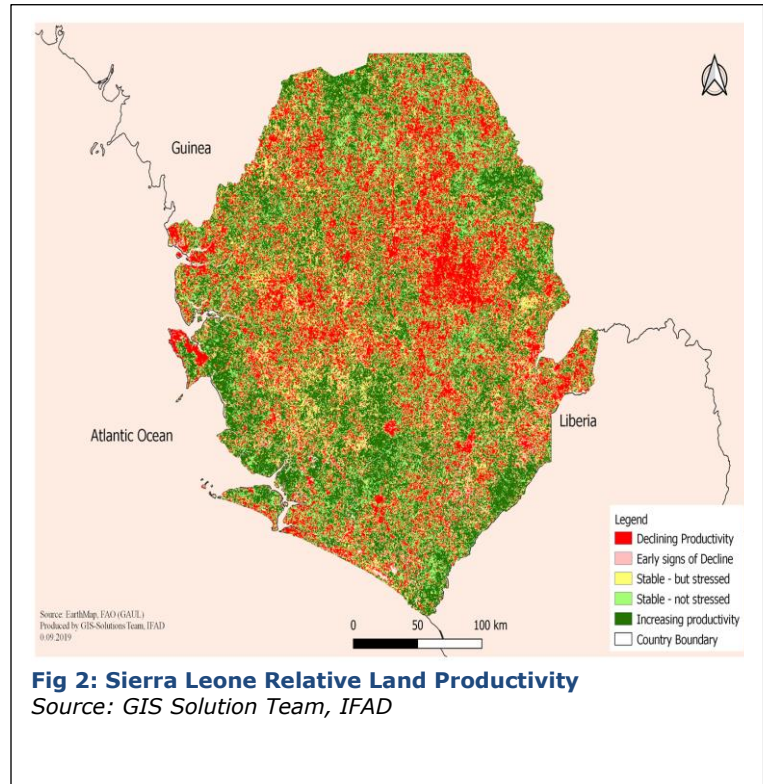 Guinea
Atlantic Ocean
Liberia
Legend
Declining Productivity
Early signs of Decline
Stable - but stressed
Stable - not stressed
Increasing productivity
Country Boundary
Source: EarthMap, FAO (GAUL)
Produced by GIS-Solutions Team, IFAD
0.09.2019
0 50 100 km
Fig 2: Sierra Leone Relative Land Productivity
Source: GIS Solution Team, IFAD